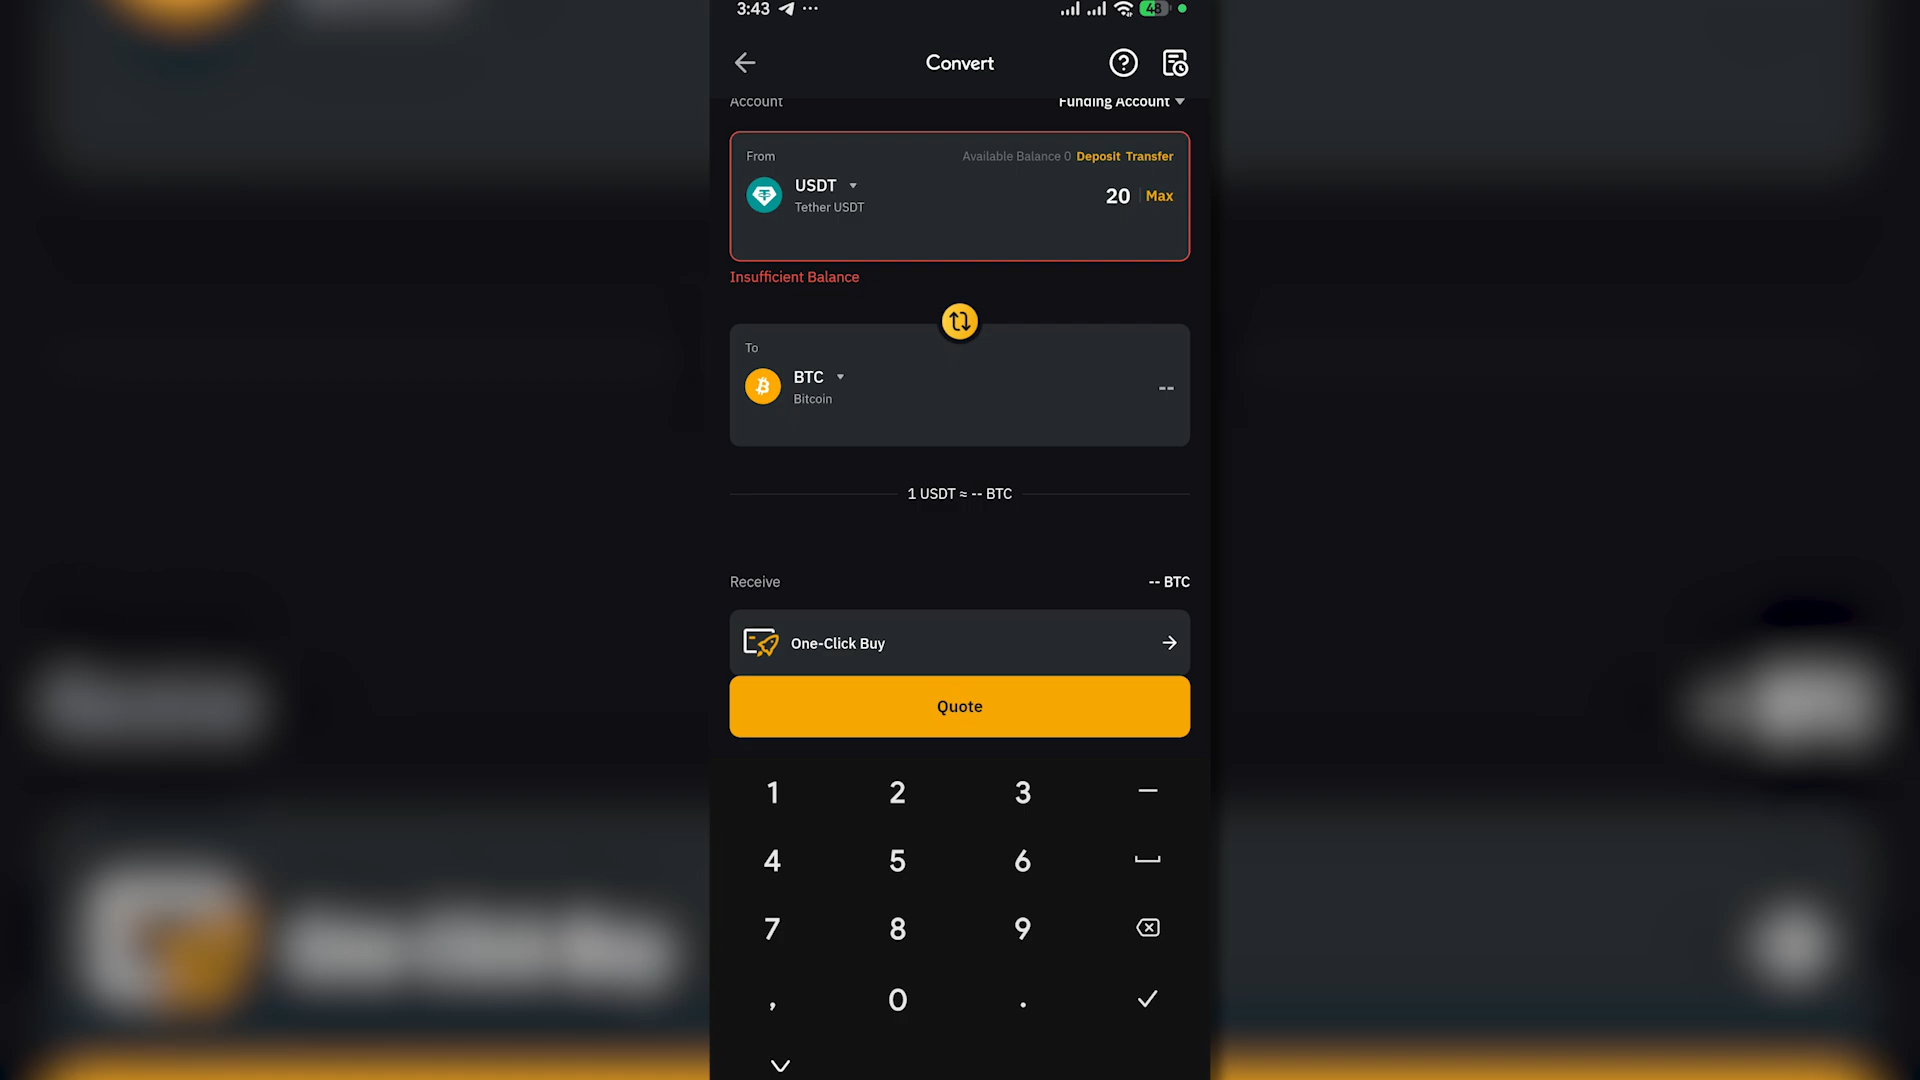 3:43 ... 48
Convert
Account Funding Account
From Available Balance 0 Deposit Transfer
USDT 20 Max
Tether USDT
Insufficient Balance
To
BTC --
Bitcoin
1 USDT ≈ -- BTC
Receive -- BTC
One-Click Buy
Quote
1 2 3 –
4 5 6
7 8 9
, 0 .